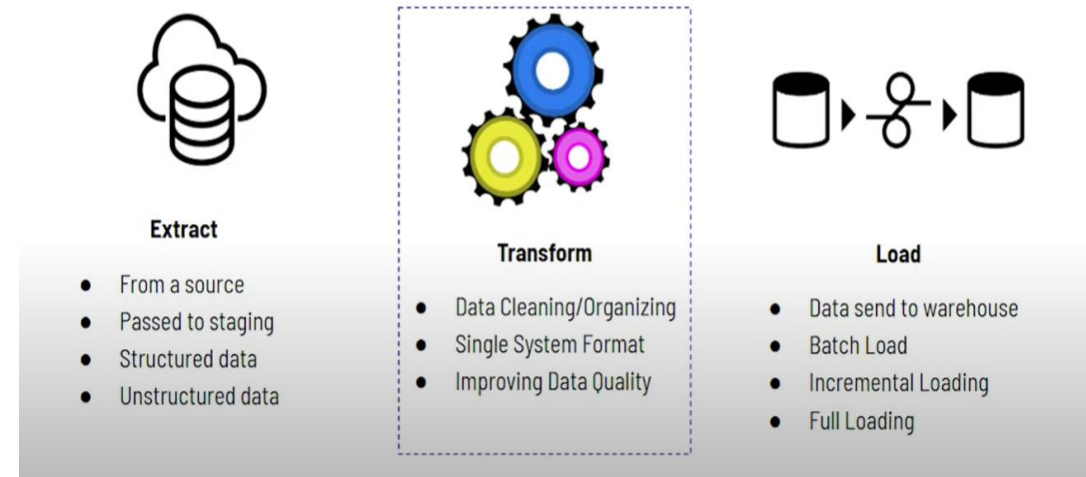 Extract
From a source
Passed to staging
Structured data
Unstructured data
Transform
Data Cleaning/Organizing
Single System Format
Improving Data Quality
Load
Data send to warehouse
Batch Load
Incremental Loading
Full Loading